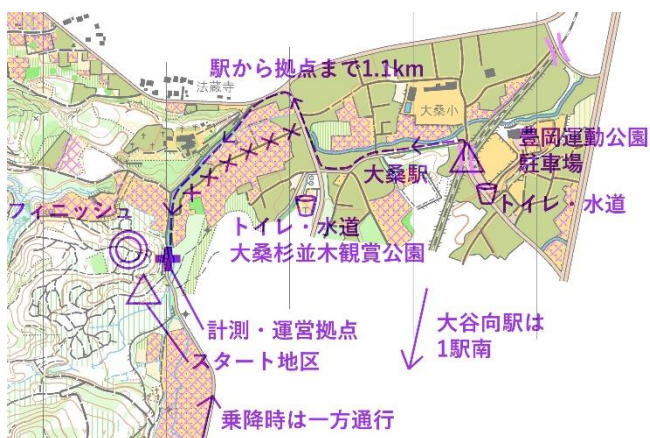 駅から拠点まで1.1km
法蔵寺
大桑小
豊岡運動公園
駐車場
大桑駅
トイレ・水道
フィニッシュ
トイレ・水道
大桑杉並木観賞公園
計測・運営拠点
大谷向駅は
1駅南
スタート地区
乗降時は一方通行